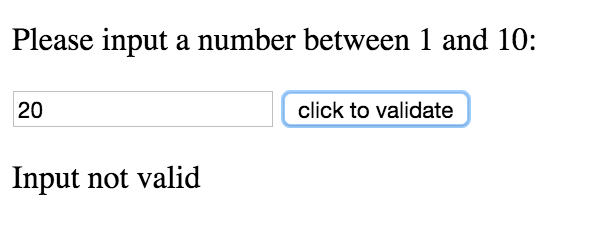 Please input a number between 1 and 10:
20 click to validate
Input not valid